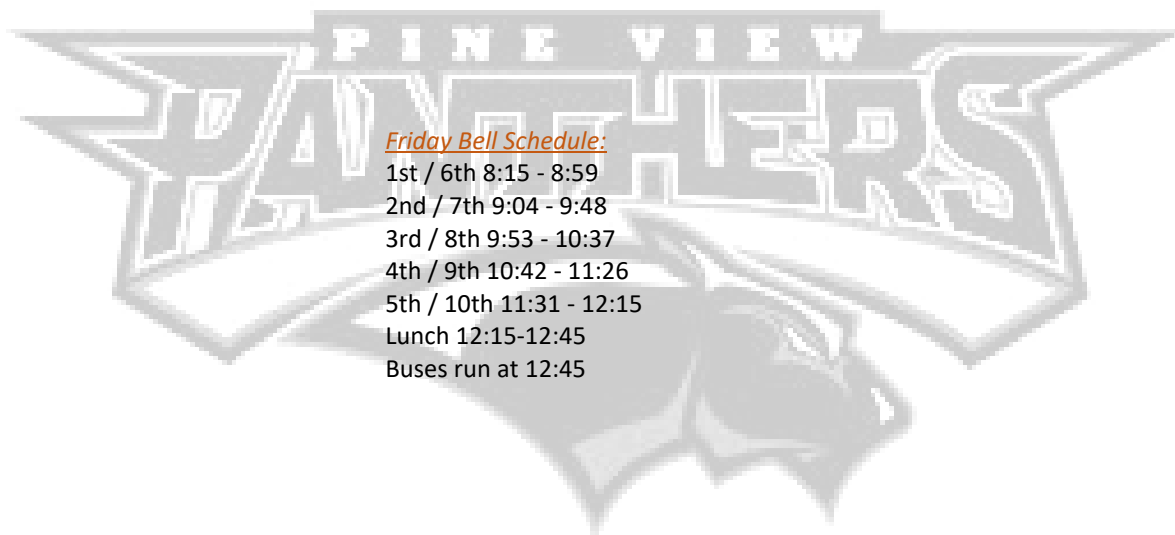 PINE VIEW
PANTHERS
Friday Bell Schedule:
1st / 6th 8:15 - 8:59
2nd / 7th 9:04 - 9:48
3rd / 8th 9:53 - 10:37
4th / 9th 10:42 - 11:26
5th / 10th 11:31 - 12:15
Lunch 12:15-12:45
Buses run at 12:45